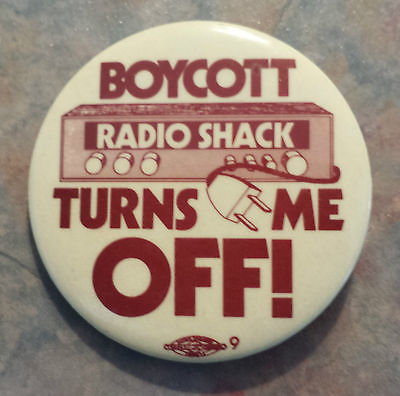 BOYCOTT
RADIO SHACK
TURNS ME
OFF!
9